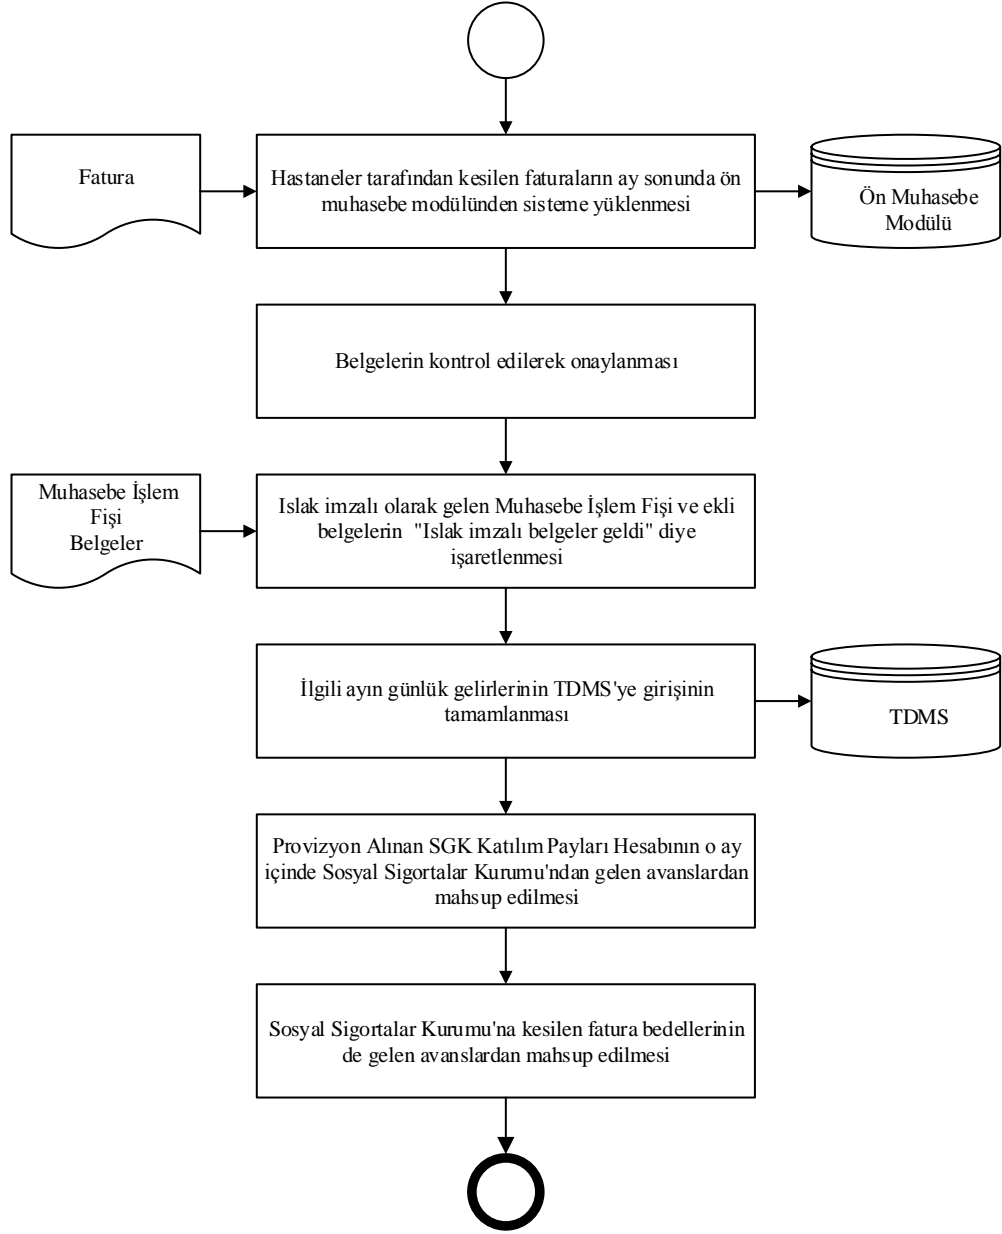 Fatura
Hastaneler tarafından kesilen faturaların ay sonunda ön
muhasebe modülünden sisteme yüklenmesi
Ön Muhasebe
Modülü
Belgelerin kontrol edilerek onaylanması
Muhasebe İşlem
Fişi
Belgeler
Islak imzalı olarak gelen Muhasebe İşlem Fişi ve ekli
belgelerin "Islak imzalı belgeler geldi" diye
işaretlenmesi
İlgili ayın günlük gelirlerinin TDMS'ye girişinin
tamamlanması
TDMS
Provizyon Alınan SGK Katılım Payları Hesabının o ay
içinde Sosyal Sigortalar Kurumu'ndan gelen avanslardan
mahsup edilmesi
Sosyal Sigortalar Kurumu'na kesilen fatura bedellerinin
de gelen avanslardan mahsup edilmesi